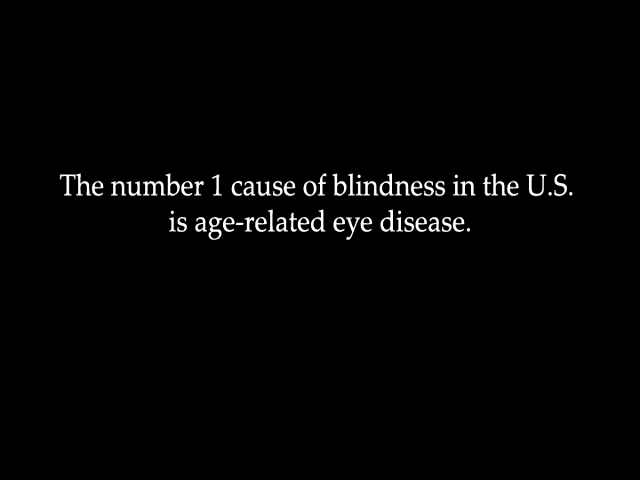 The number 1 cause of blindness in the U.S.
is age-related eye disease.